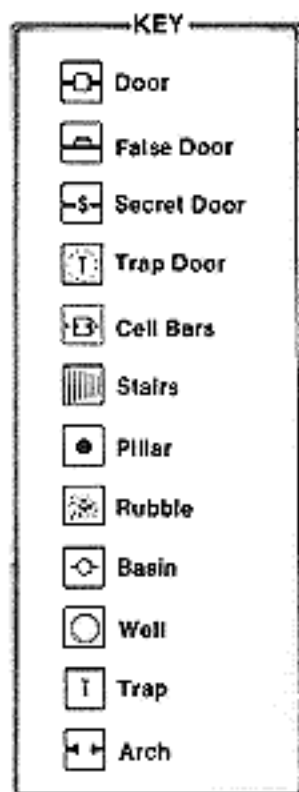 KEY
Door
False Door
-$- Secret Door
T Trap Door
Cell Bars
Stairs
Pillar
Rubble
Basin
Well
T Trap
Arch